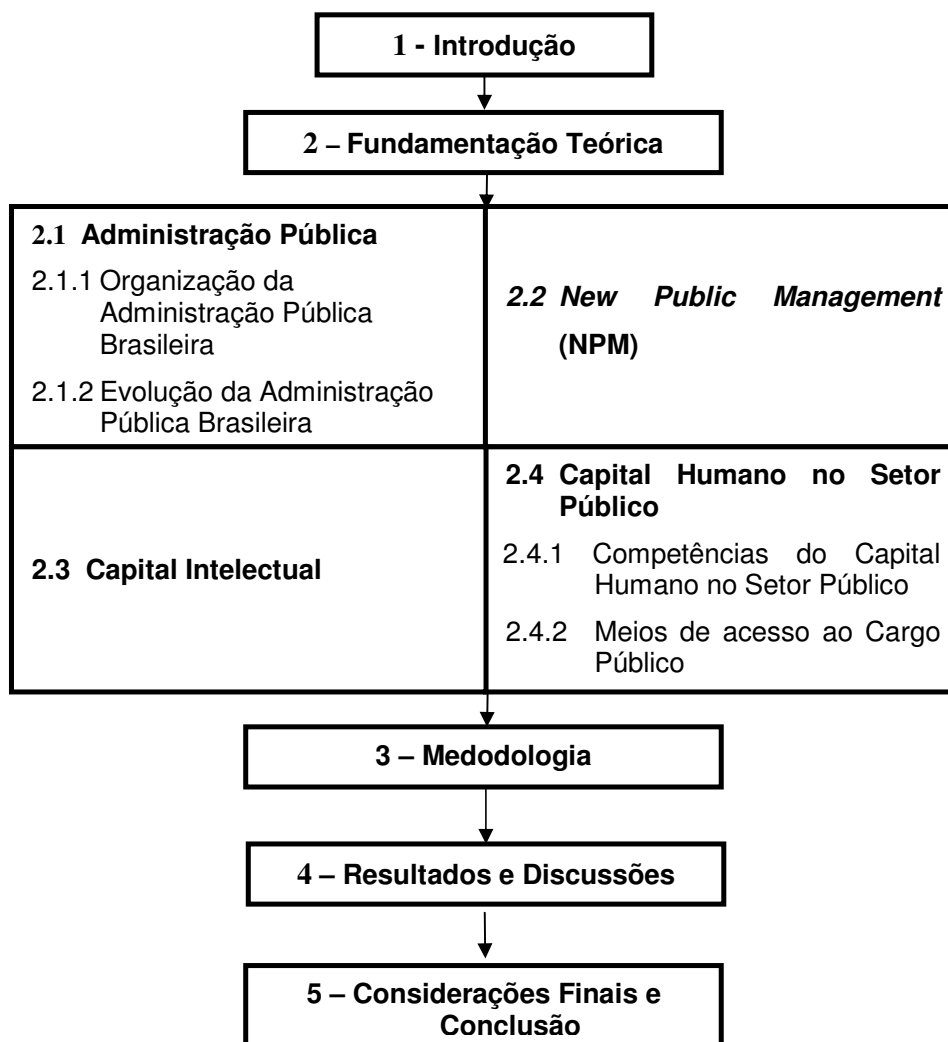 1 - Introdução
2 – Fundamentação Teórica
2.1 Administração Pública
2.1.1 Organização da
Administração Pública
Brasileira
2.1.2 Evolução da Administração
Pública Brasileira
2.2 New Public Management
(NPM)
2.3 Capital Intelectual
2.4 Capital Humano no Setor
Público
2.4.1 Competências do Capital
Humano no Setor Público
2.4.2 Meios de acesso ao Cargo
Público
3 – Medodologia
4 – Resultados e Discussões
5 – Considerações Finais e
Conclusão